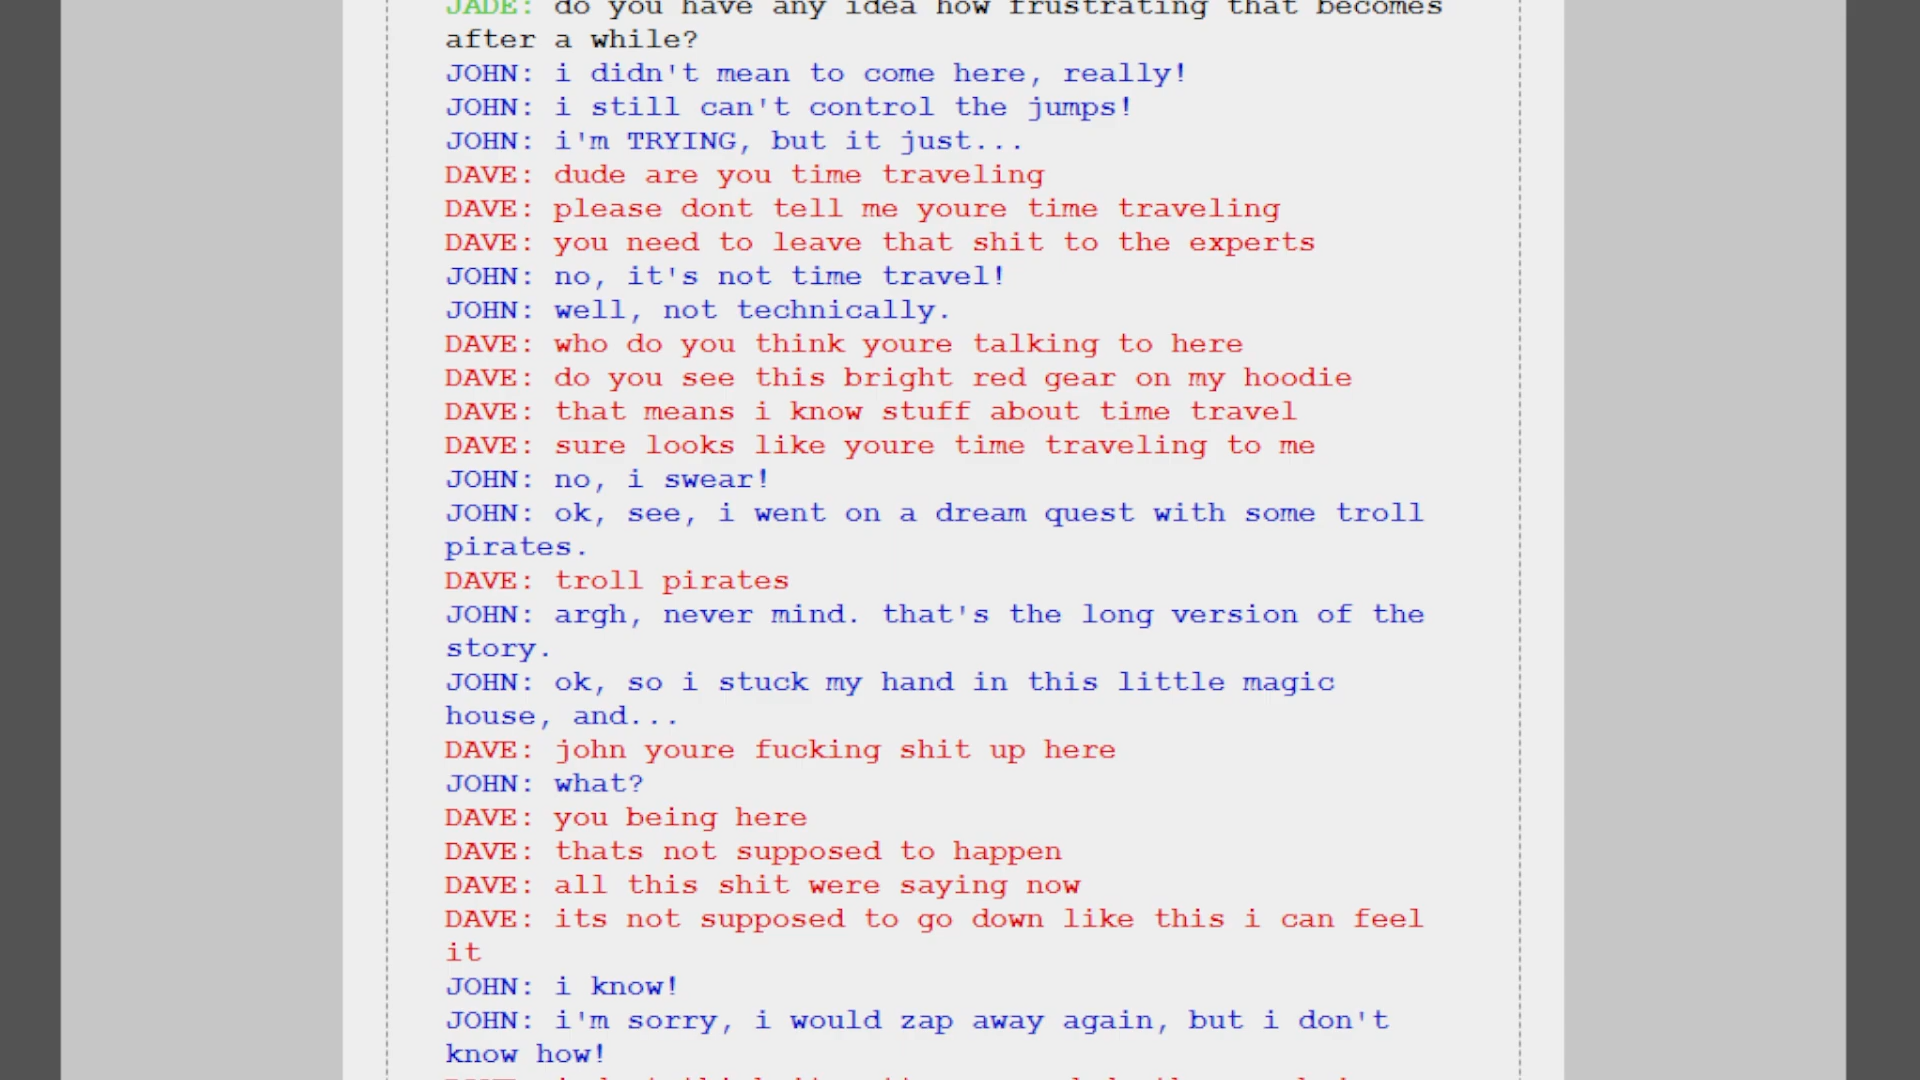 JADE: do you have any idea how frustrating that becomes
after a while?
JOHN: i didn't mean to come here, really!
JOHN: i still can't control the jumps!
JOHN: i'm TRYING, but it just...
DAVE: dude are you time traveling
DAVE: please dont tell me youre time traveling
DAVE: you need to leave that shit to the experts
JOHN: no, it's not time travel!
JOHN: well, not technically.
DAVE: who do you think youre talking to here
DAVE: do you see this bright red gear on my hoodie
DAVE: that means i know stuff about time travel
DAVE: sure looks like youre time traveling to me
JOHN: no, i swear!
JOHN: ok, see, i went on a dream quest with some troll
pirates.
DAVE: troll pirates
JOHN: argh, never mind. that's the long version of the
story.
JOHN: ok, so i stuck my hand in this little magic
house, and...
DAVE: john youre fucking shit up here
JOHN: what?
DAVE: you being here
DAVE: thats not supposed to happen
DAVE: all this shit were saying now
DAVE: its not supposed to go down like this i can feel
it
JOHN: i know!
JOHN: i'm sorry, i would zap away again, but i don't
know how!